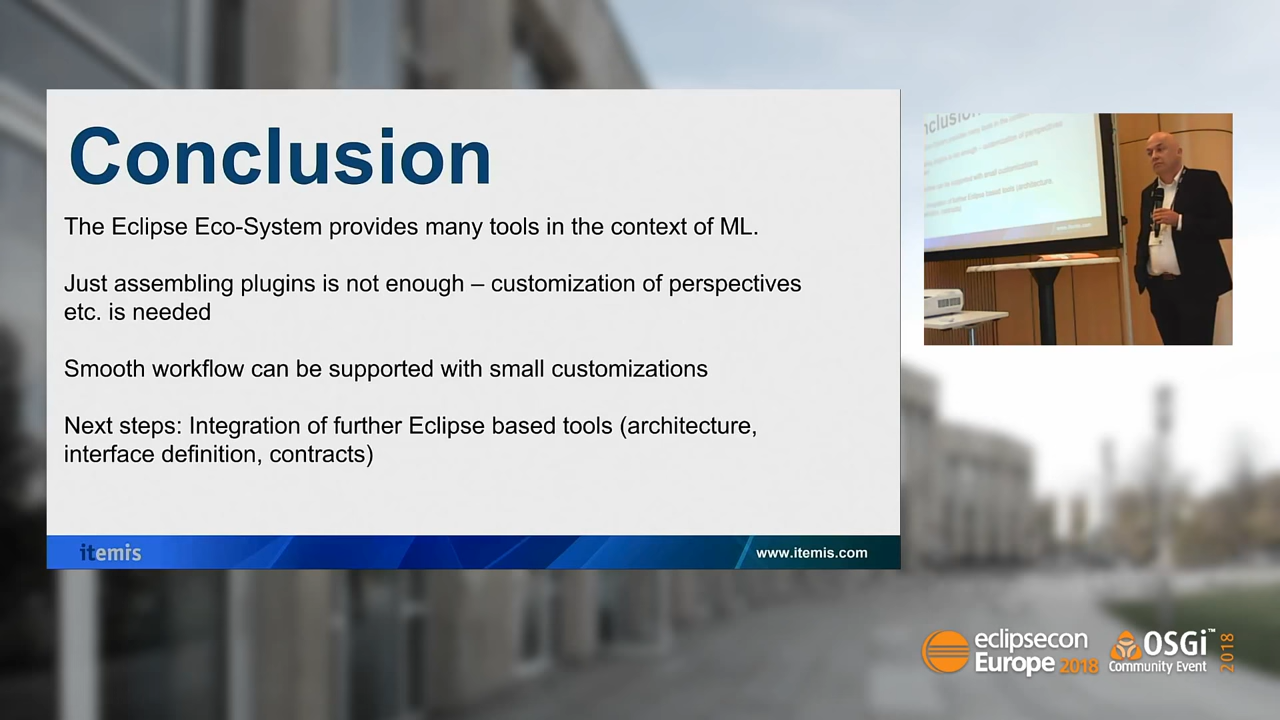 Conclusion
The Eclipse Eco-System provides many tools in the context of ML.
Just assembling plugins is not enough – customization of perspectives
etc. is needed
Smooth workflow can be supported with small customizations
Next steps: Integration of further Eclipse based tools (architecture,
interface definition, contracts)
itemis
www.itemis.com
eclipsecon
Europe 2018
OSGi™
Community Event
2018